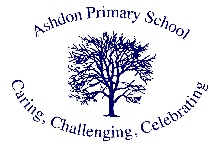 Ashdon Primary School
Caring, Challenging, Celebrating